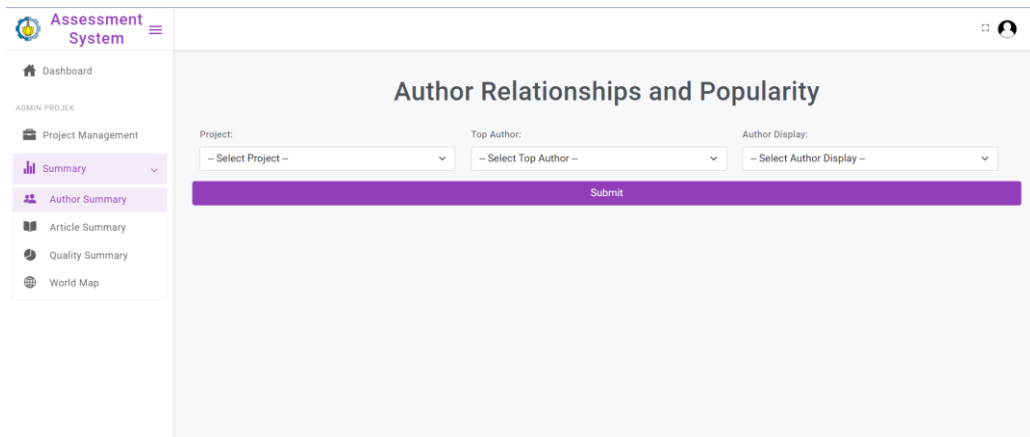 Assessment
System
Dashboard
ADMIN PROJEK
Project Management
Summary
Author Summary
Article Summary
Quality Summary
World Map
Author Relationships and Popularity
Project:
Top Author:
Author Display:
-- Select Project --
-- Select Top Author --
-- Select Author Display --
Submit